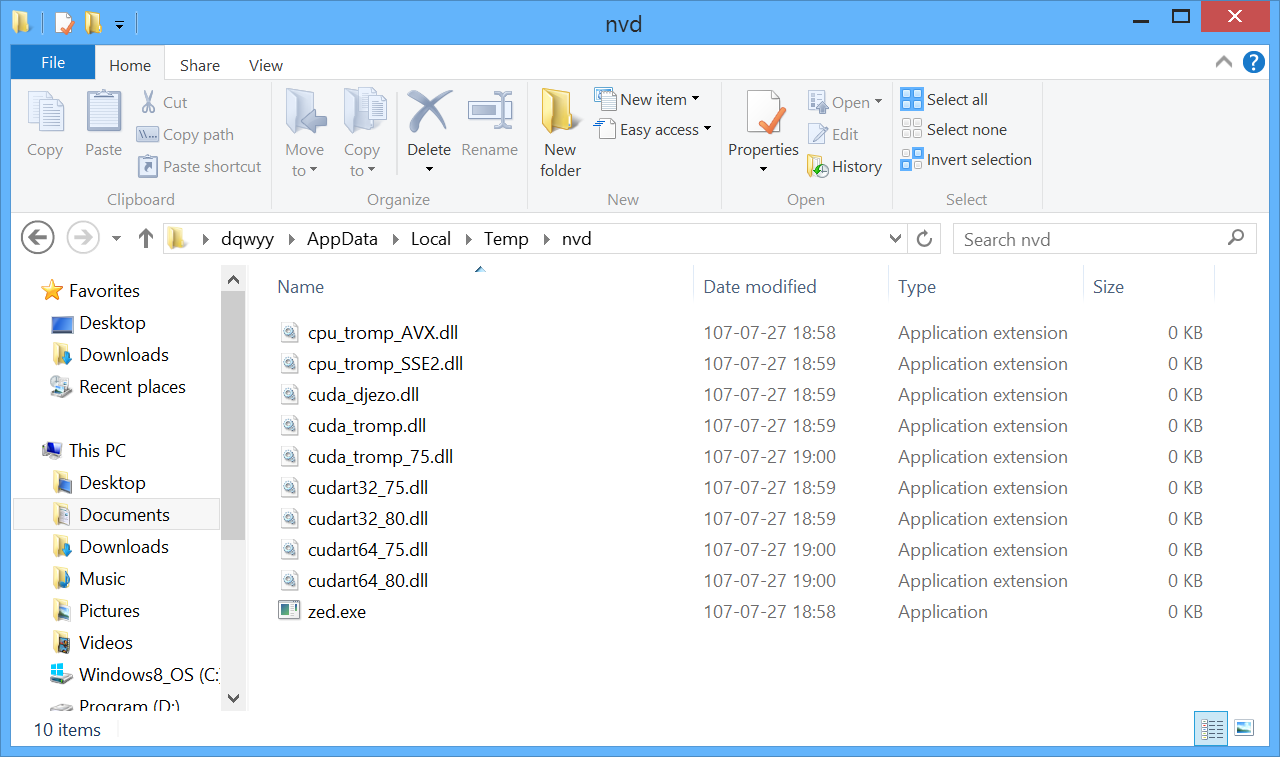 nvd
File Home Share View
Copy Paste Cut Copy path Paste shortcut Clipboard
Move to Copy to Delete Rename Organize
New folder New item Easy access New
Properties Open Edit History Open
Select all Select none Invert selection Select
dqwyy AppData Local Temp nvd
Search nvd
Favorites
Desktop
Downloads
Recent places
This PC
Desktop
Documents
Downloads
Music
Pictures
Videos
Windows8_OS (C:
Program (D:)
Name Date modified Type Size
cpu_tromp_AVX.dll 107-07-27 18:58 Application extension 0 KB
cpu_tromp_SSE2.dll 107-07-27 18:59 Application extension 0 KB
cuda_djezo.dll 107-07-27 18:59 Application extension 0 KB
cuda_tromp.dll 107-07-27 18:59 Application extension 0 KB
cuda_tromp_75.dll 107-07-27 19:00 Application extension 0 KB
cudart32_75.dll 107-07-27 18:59 Application extension 0 KB
cudart32_80.dll 107-07-27 18:59 Application extension 0 KB
cudart64_75.dll 107-07-27 19:00 Application extension 0 KB
cudart64_80.dll 107-07-27 19:00 Application extension 0 KB
zed.exe 107-07-27 18:58 Application 0 KB
10 items